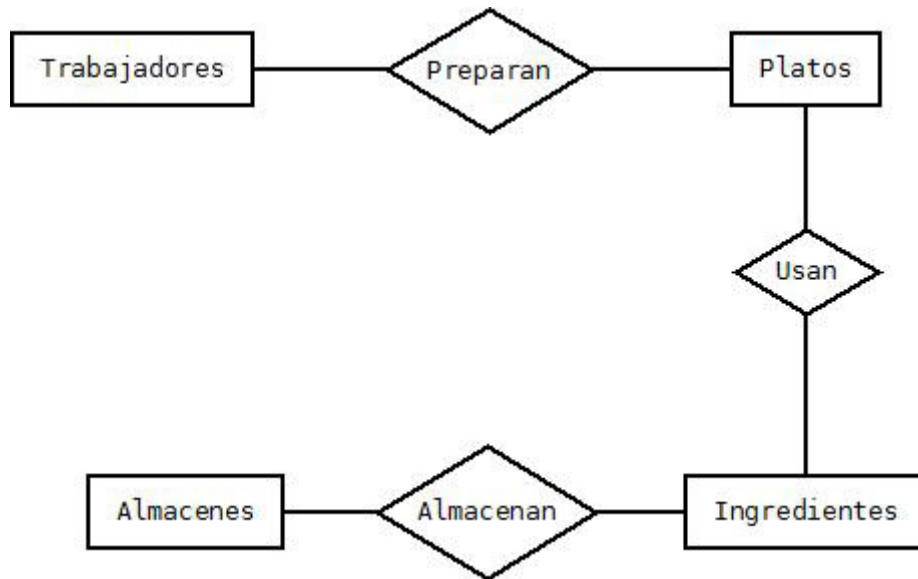 Trabajadores
Preparan
Platos
Usan
Almacenes
Almacenan
Ingredientes